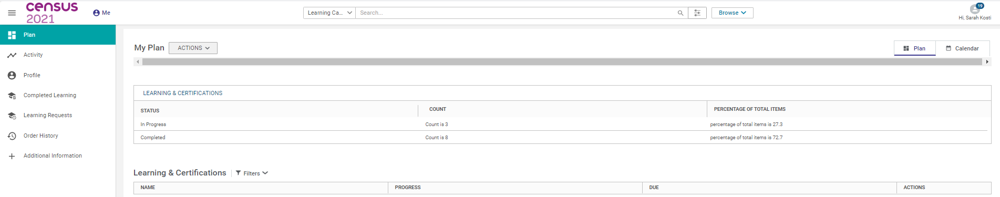 census
2021
Me
Learning Ca...
Search...
Browse
19
Hi, Sarah Kosti
Plan
Activity
Profile
Completed Learning
Learning Requests
Order History
Additional Information
My Plan
ACTIONS
Plan
Calendar
LEARNING & CERTIFICATIONS
STATUS COUNT PERCENTAGE OF TOTAL ITEMS
In Progress Count is 3 percentage of total items is 27.3
Completed Count is 8 percentage of total items is 72.7
Learning & Certifications Filters
NAME PROGRESS DUE ACTIONS